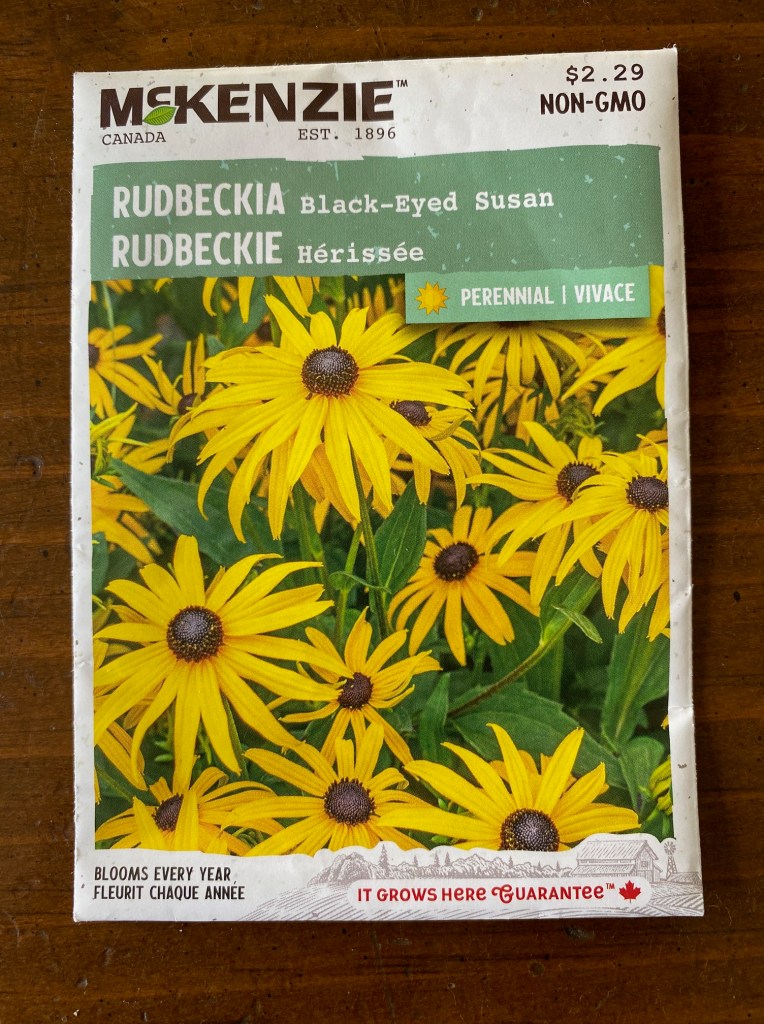 McKENZIE™
CANADA EST. 1896
$2.29
NON-GMO
RUDBECKIA Black-Eyed Susan
RUDBECKIE Hérissée
PERENNIAL | VIVACE
BLOOMS EVERY YEAR
FLEURIT CHAQUE ANNÉE
IT GROWS HERE GUARANTEE™